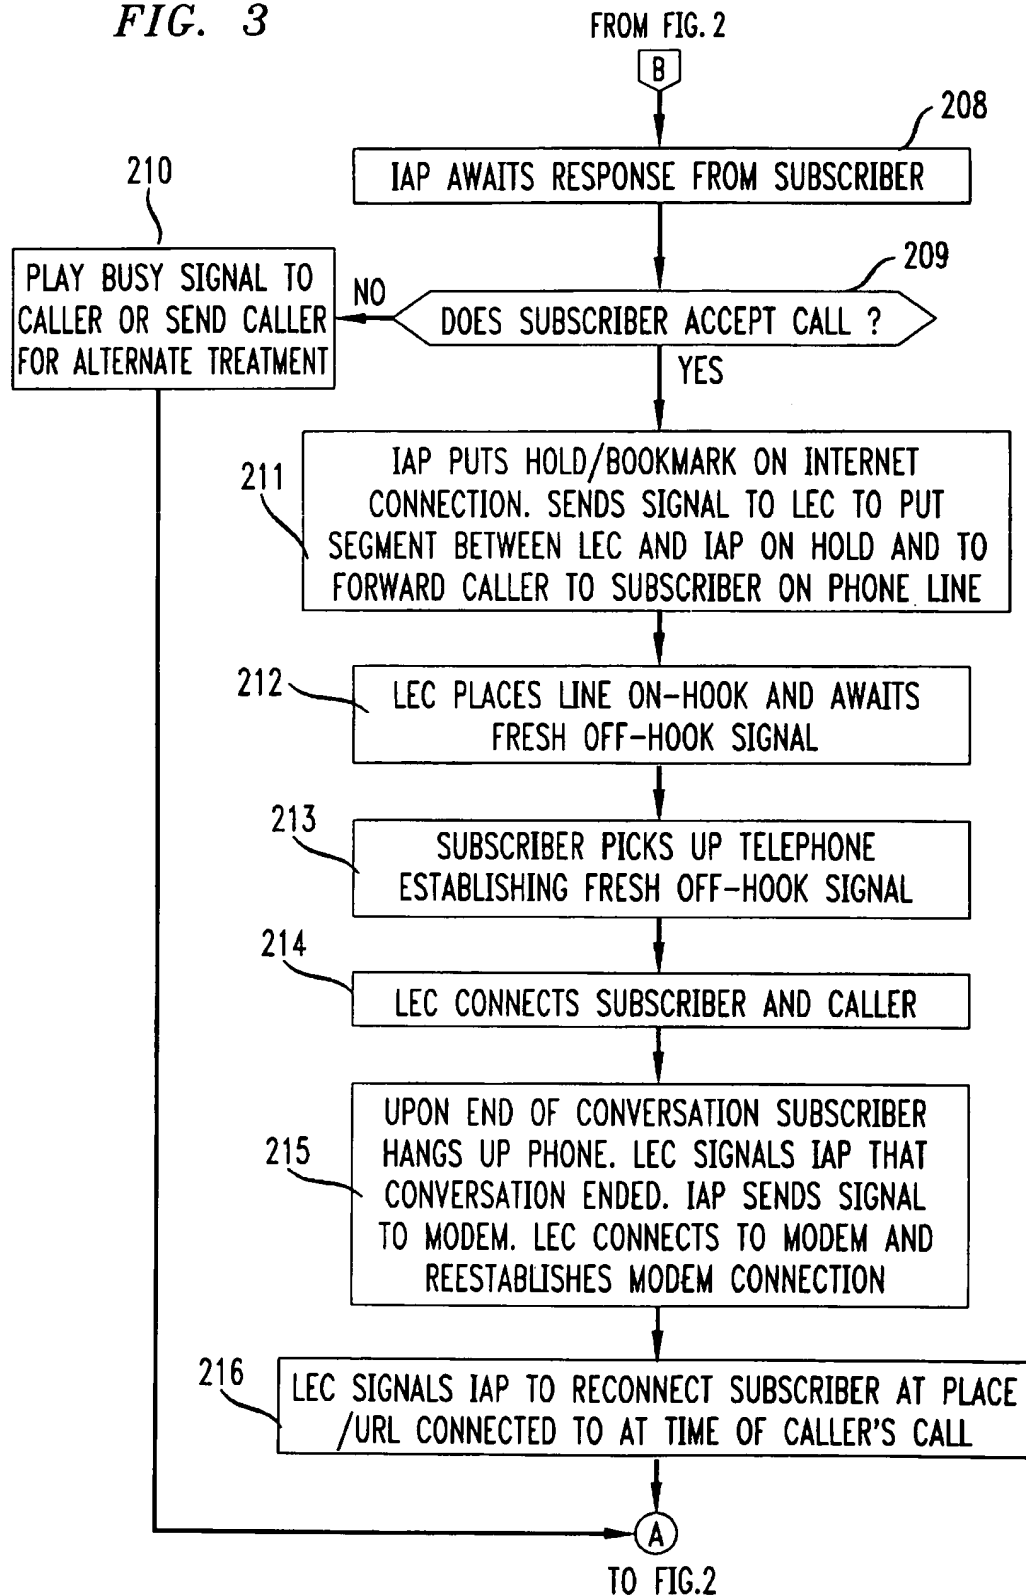 FIG. 3
FROM FIG. 2
B
208
IAP AWAITS RESPONSE FROM SUBSCRIBER
209
DOES SUBSCRIBER ACCEPT CALL ?
NO
YES
210
PLAY BUSY SIGNAL TO
CALLER OR SEND CALLER
FOR ALTERNATE TREATMENT
211
IAP PUTS HOLD/BOOKMARK ON INTERNET
CONNECTION. SENDS SIGNAL TO LEC TO PUT
SEGMENT BETWEEN LEC AND IAP ON HOLD AND TO
FORWARD CALLER TO SUBSCRIBER ON PHONE LINE
212
LEC PLACES LINE ON-HOOK AND AWAITS
FRESH OFF-HOOK SIGNAL
213
SUBSCRIBER PICKS UP TELEPHONE
ESTABLISHING FRESH OFF-HOOK SIGNAL
214
LEC CONNECTS SUBSCRIBER AND CALLER
215
UPON END OF CONVERSATION SUBSCRIBER
HANGS UP PHONE. LEC SIGNALS IAP THAT
CONVERSATION ENDED. IAP SENDS SIGNAL
TO MODEM. LEC CONNECTS TO MODEM AND
REESTABLISHES MODEM CONNECTION
216
LEC SIGNALS IAP TO RECONNECT SUBSCRIBER AT PLACE
/URL CONNECTED TO AT TIME OF CALLER'S CALL
A
TO FIG.2